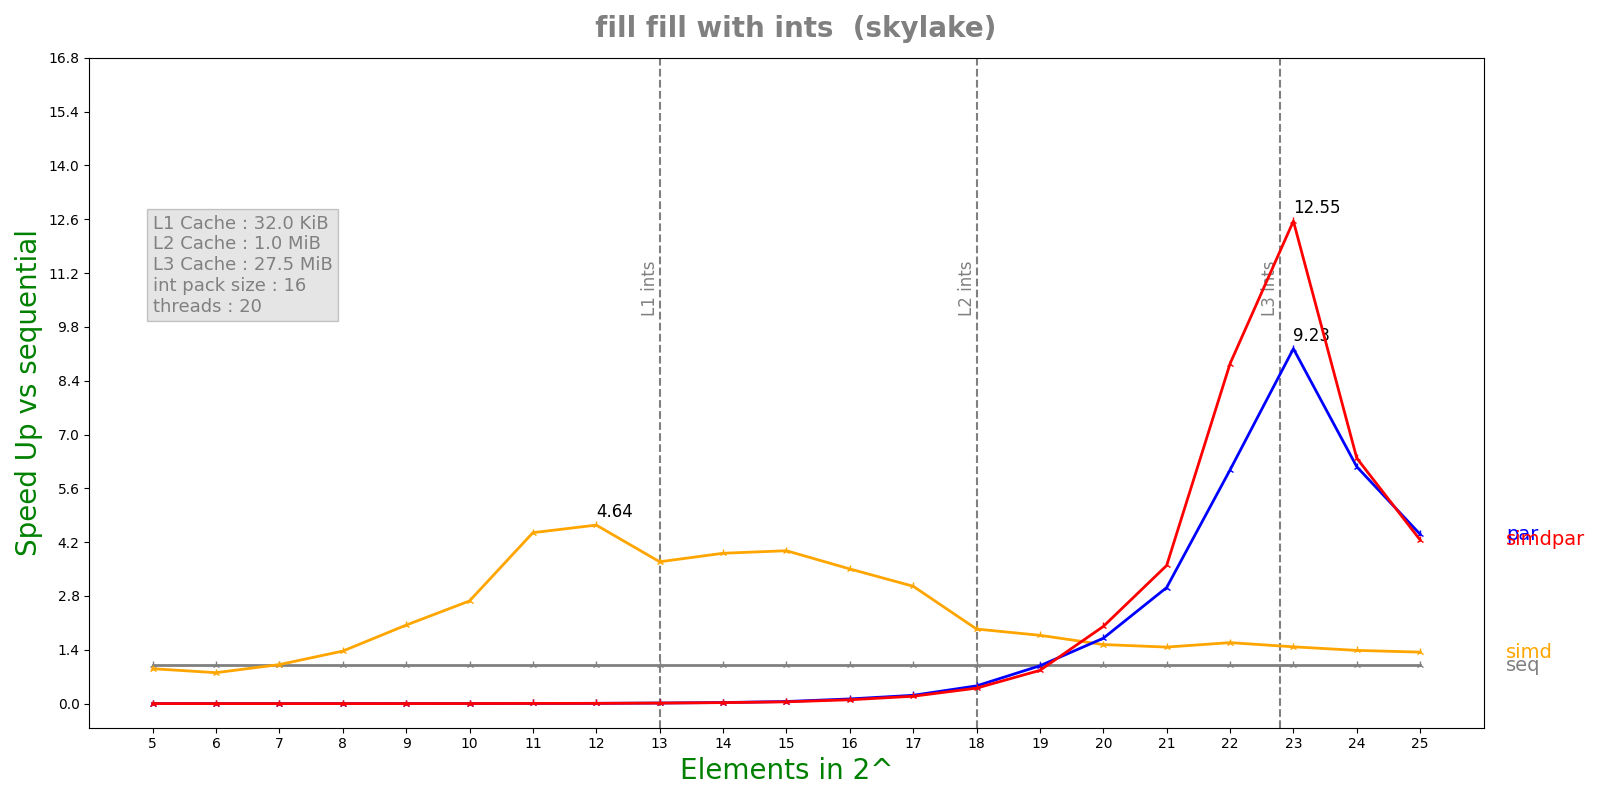 fill fill with ints  (skylake)
Speed Up vs sequential
16.8
15.4
14.0
12.6
11.2
9.8
8.4
7.0
5.6
4.2
2.8
1.4
0.0
L1 Cache : 32.0 KiB
L2 Cache : 1.0 MiB
L3 Cache : 27.5 MiB
int pack size : 16
threads : 20
L1 ints
L2 ints
L3 ints
12.55
9.23
4.64
par
simdpar
simd
seq
5 6 7 8 9 10 11 12 13 14 15 16 17 18 19 20 21 22 23 24 25
Elements in 2^